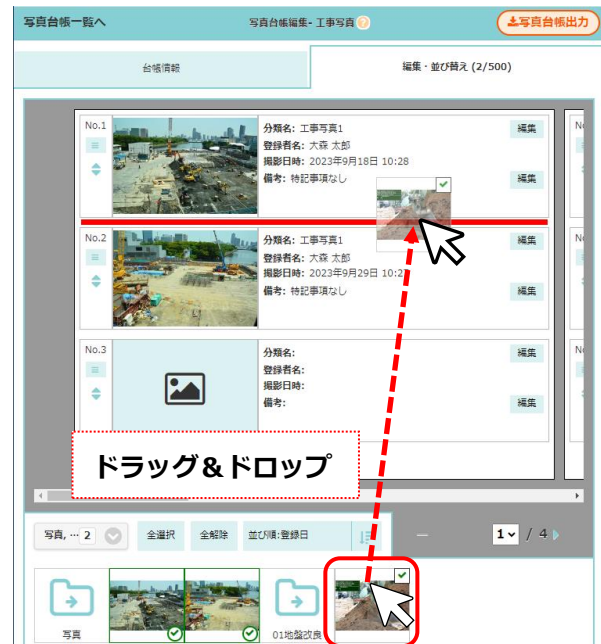 写真台帳一覧へ
写真台帳編集- 工事写真 ?
写真台帳出力
台帳情報
編集・並び替え (2/500)
No.1
分類名: 工事写真1
編集
登録者名: 大森 太郎
撮影日時: 2023年9月18日 10:28
備考: 特記事項なし
編集
No.2
分類名: 工事写真1
編集
登録者名: 大森 太郎
撮影日時: 2023年9月29日 10:27
備考: 特記事項なし
編集
No.3
分類名:
編集
登録者名:
撮影日時:
備考:
編集
ドラッグ&ドロップ
写真, … 2
全選択
全解除
並び順:登録日
1 / 4
写真
01地盤改良